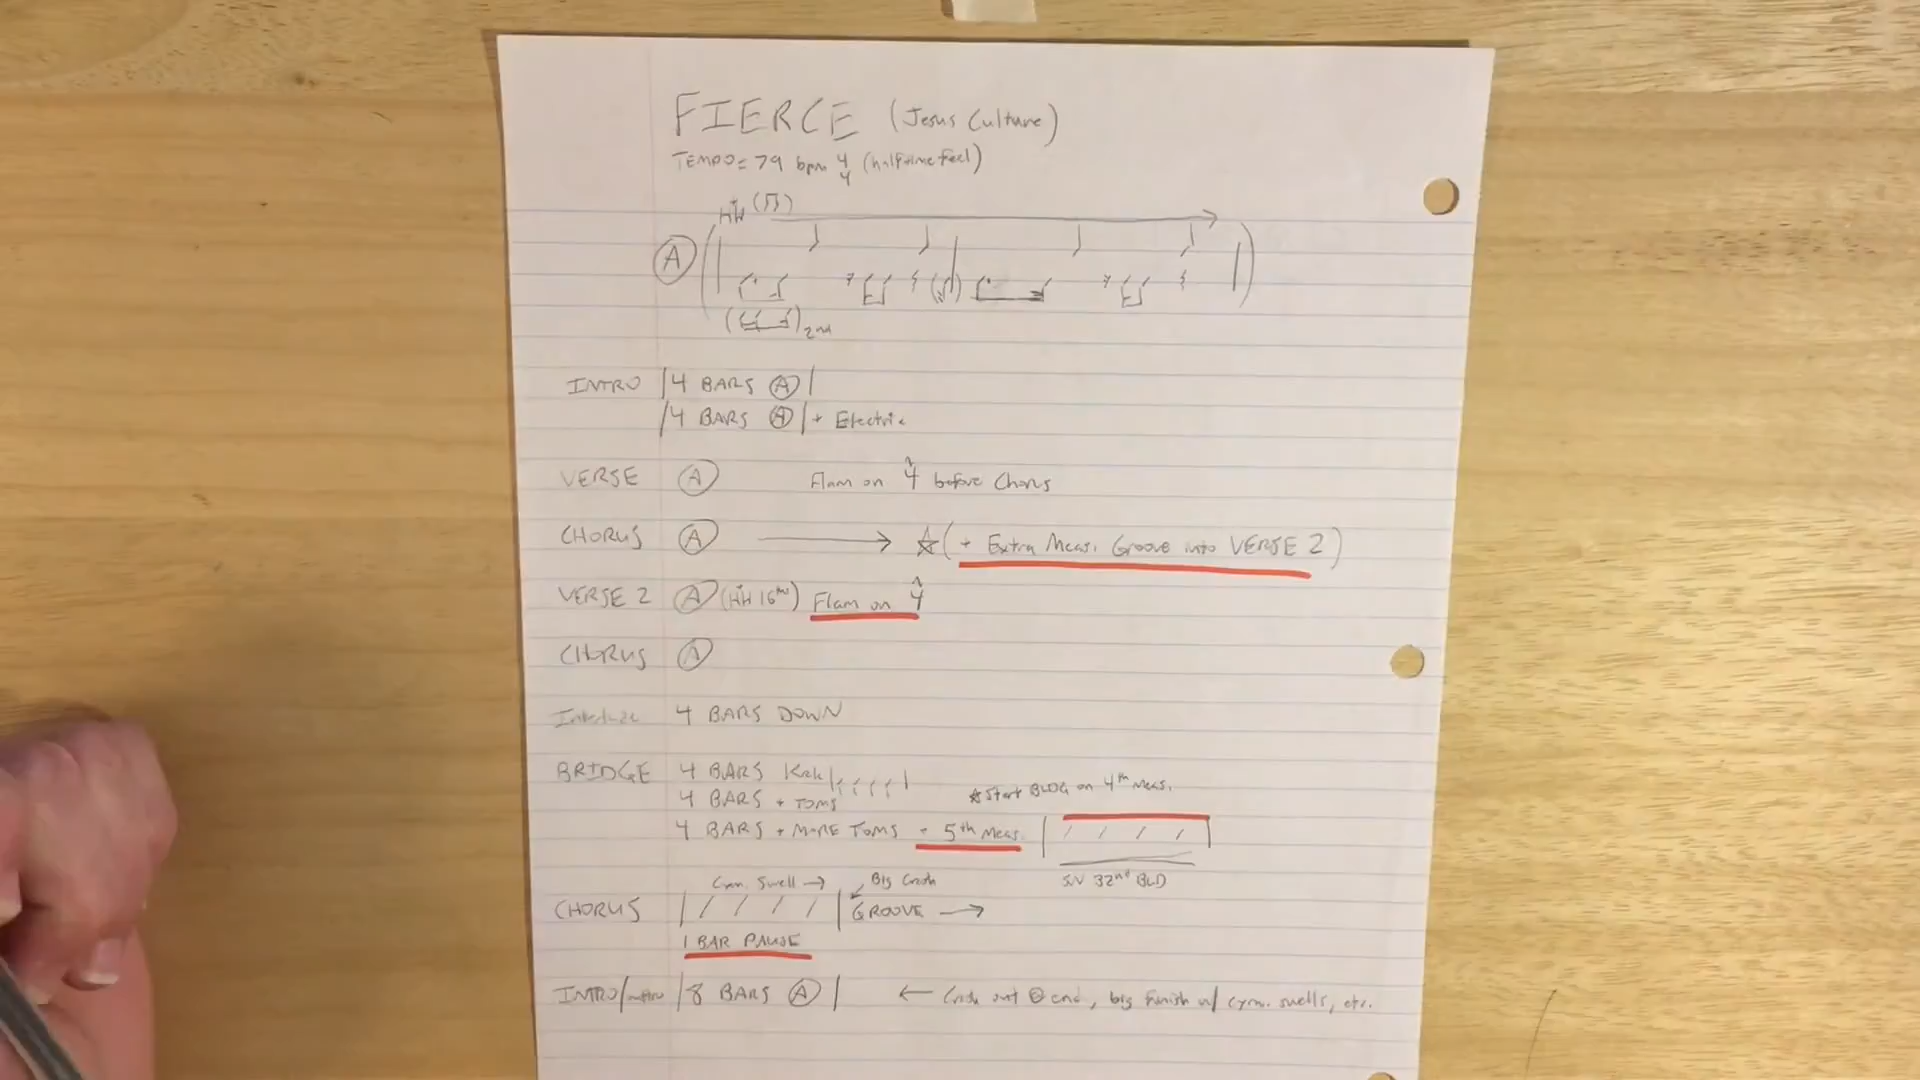 FIERCE (Jesus Culture)
TEMPO = 79 bpm 4/4 (halftime feel)
HH
A
2nd
INTRO |4 BARS A|
|4 BARS A| + Electric
VERSE A Flam on 4 before Chorus
CHORUS A → ☆(+ Extra Meas. Groove into VERSE 2)
VERSE 2 A (HH 16ths) Flam on 4
CHORUS A
Interlude 4 BARS DOWN
BRIDGE 4 BARS Kick
4 BARS + TOMS ☆Start BLDG on 4th Meas.
4 BARS + MORE TOMS + 5th Meas. | / / / / |
SN 32nd BLD
Cym. Swell → Big Crash
CHORUS | / / / / | GROOVE →
1 BAR PAUSE
INTRO/outro |8 BARS A| ← Crash out @ end, big finish w/ cym. swells, etc.